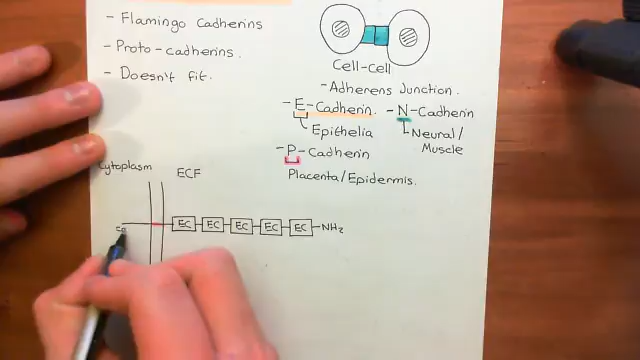 - Flamingo Cadherins
- Proto-cadherins.
- Doesn't fit.
Cell-cell
- Adherens Junction.
- E-Cadherin.
Epithelia
- N-Cadherin
Neural/
Muscle
- P-Cadherin
Placenta/Epidermis.
Cytoplasm
ECF
EC EC EC EC EC NH2